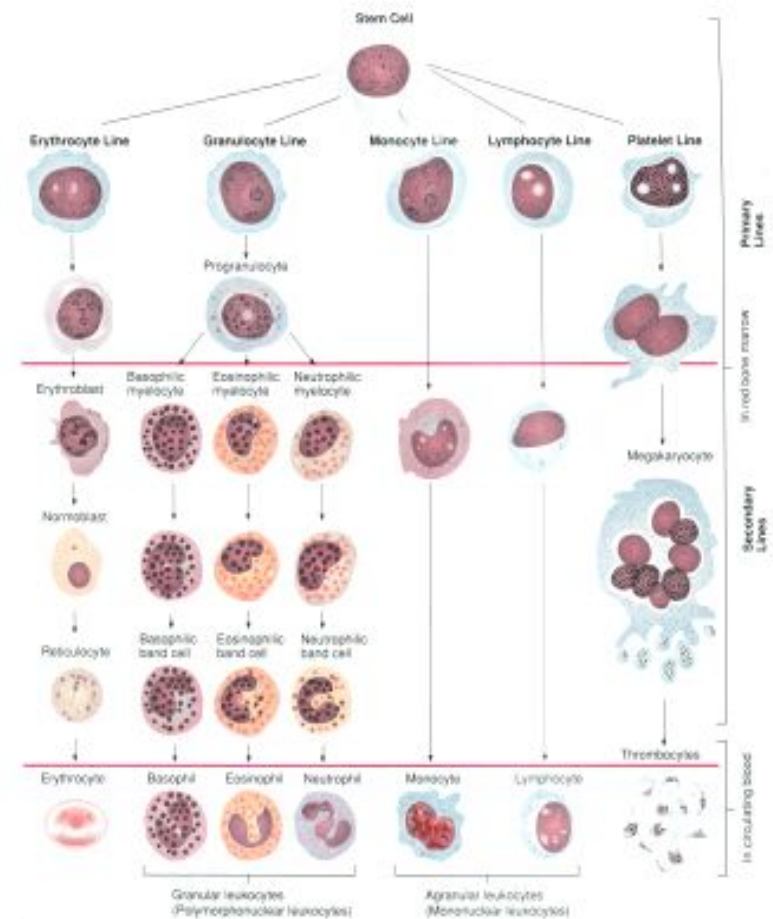 Stem Cell
Erythrocyte Line
Granulocyte Line
Monocyte Line
Lymphocyte Line
Platelet Line
Primary
Lines
Progranulocyte
In red bone marrow
Erythroblast
Basophilic
myelocyte
Eosinophilic
myelocyte
Neutrophilic
myelocyte
Megakaryocyte
Normoblast
Secondary
Lines
Reticulocyte
Basophilic
band cell
Eosinophilic
band cell
Neutrophilic
band cell
Thrombocytes
Erythrocyte
Basophil
Eosinophil
Neutrophil
Monocyte
Lymphocyte
In circulating blood
Granular leukocytes
(Polymorphonuclear leukocytes)
Agranular leukocytes
(Mononuclear leukocytes)